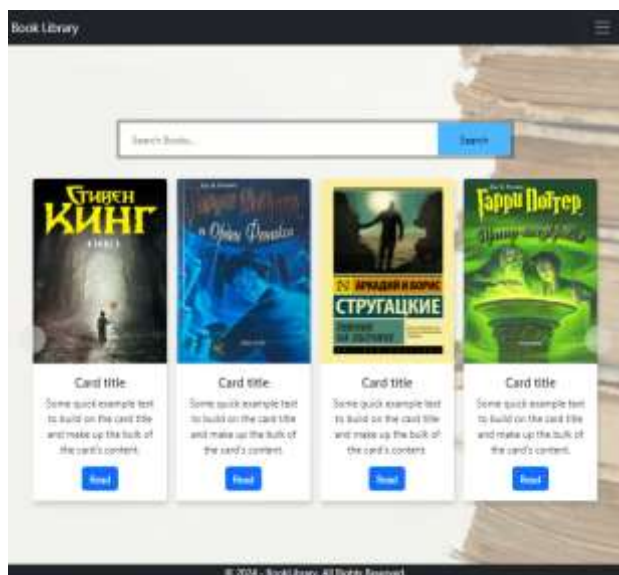 Book Library
Search Books...
Search
СТИВЕН
КИНГ
Гарри Поттер
и Орден Феникса
АРКАДИЙ И БОРИС
СТРУГАЦКИЕ
Гарри Поттер
Card title
Some quick example text
to build on the card title
and make up the bulk of
the card's content.
Read
Card title
Some quick example text
to build on the card title
and make up the bulk of
the card's content.
Read
Card title
Some quick example text
to build on the card title
and make up the bulk of
the card's content.
Read
Card title
Some quick example text
to build on the card title
and make up the bulk of
the card's content.
Read
© 2024 - BookLibrary. All Rights Reserved